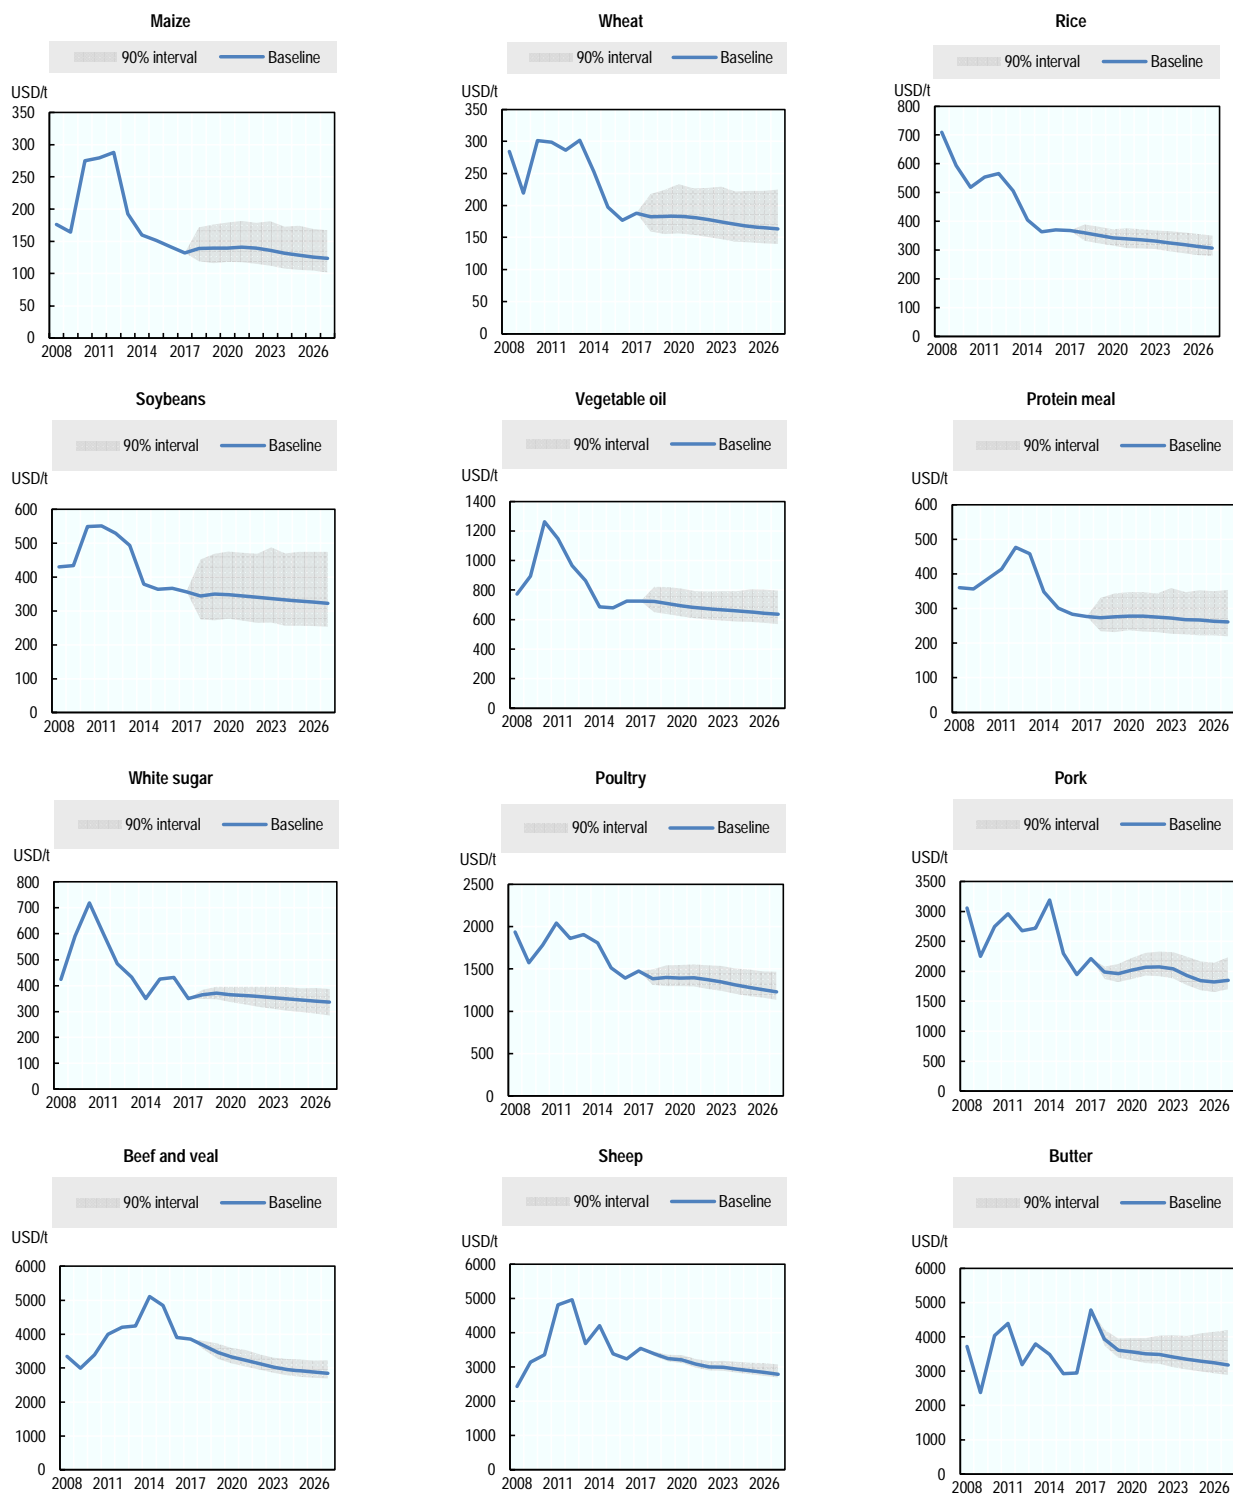 Maize
90% interval Baseline
USD/t
350
300
250
200
150
100
50
0
2008 2011 2014 2017 2020 2023 2026
Wheat
90% interval Baseline
USD/t
350
300
250
200
150
100
50
0
2008 2011 2014 2017 2020 2023 2026
Rice
90% interval Baseline
USD/t
800
700
600
500
400
300
200
100
0
2008 2011 2014 2017 2020 2023 2026
Soybeans
90% interval Baseline
USD/t
600
500
400
300
200
100
0
2008 2011 2014 2017 2020 2023 2026
Vegetable oil
90% interval Baseline
USD/t
1400
1200
1000
800
600
400
200
0
2008 2011 2014 2017 2020 2023 2026
Protein meal
90% interval Baseline
USD/t
600
500
400
300
200
100
0
2008 2011 2014 2017 2020 2023 2026
White sugar
90% interval Baseline
USD/t
800
700
600
500
400
300
200
100
0
2008 2011 2014 2017 2020 2023 2026
Poultry
90% interval Baseline
USD/t
2500
2000
1500
1000
500
0
2008 2011 2014 2017 2020 2023 2026
Pork
90% interval Baseline
USD/t
3500
3000
2500
2000
1500
1000
500
0
2008 2011 2014 2017 2020 2023 2026
Beef and veal
90% interval Baseline
USD/t
6000
5000
4000
3000
2000
1000
0
2008 2011 2014 2017 2020 2023 2026
Sheep
90% interval Baseline
USD/t
6000
5000
4000
3000
2000
1000
0
2008 2011 2014 2017 2020 2023 2026
Butter
90% interval Baseline
USD/t
6000
5000
4000
3000
2000
1000
0
2008 2011 2014 2017 2020 2023 2026